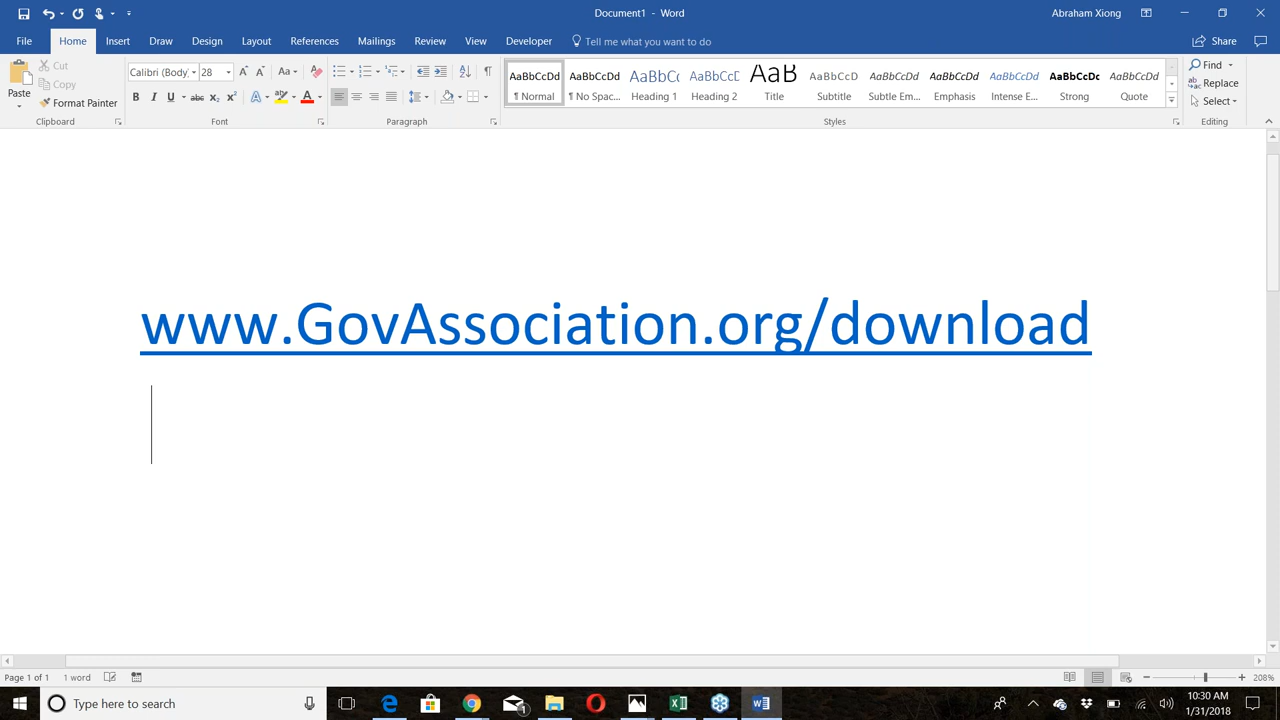 Document1 - Word
Abraham Xiong
File Home Insert Draw Design Layout References Mailings Review View Developer Tell me what you want to do Share
Paste
Cut
Copy
Format Painter
Clipboard
Calibri (Body) 28
Font
Paragraph
AaBbCcDd AaBbCcDd AaBbCc AaBbCcD AaB AaBbCcD AaBbCcDd AaBbCcDd AaBbCcDd AaBbCcDc AaBbCcDd
¶ Normal ¶ No Spac... Heading 1 Heading 2 Title Subtitle Subtle Em... Emphasis Intense E... Strong Quote
Styles
Find
Replace
Select
Editing
www.GovAssociation.org/download
Page 1 of 1 1 word 208%
Type here to search
10:30 AM
1/31/2018